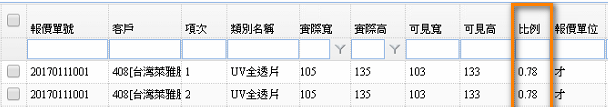 報價單號 客戶 項次 類別名稱 實際寬 實際高 可見寬 可見高 比例 報價單位
20170111001 408[台灣萊雅股 1 UV全透片 105 135 103 133 0.78 才
20170111001 408[台灣萊雅股 2 UV全透片 105 135 103 133 0.78 才